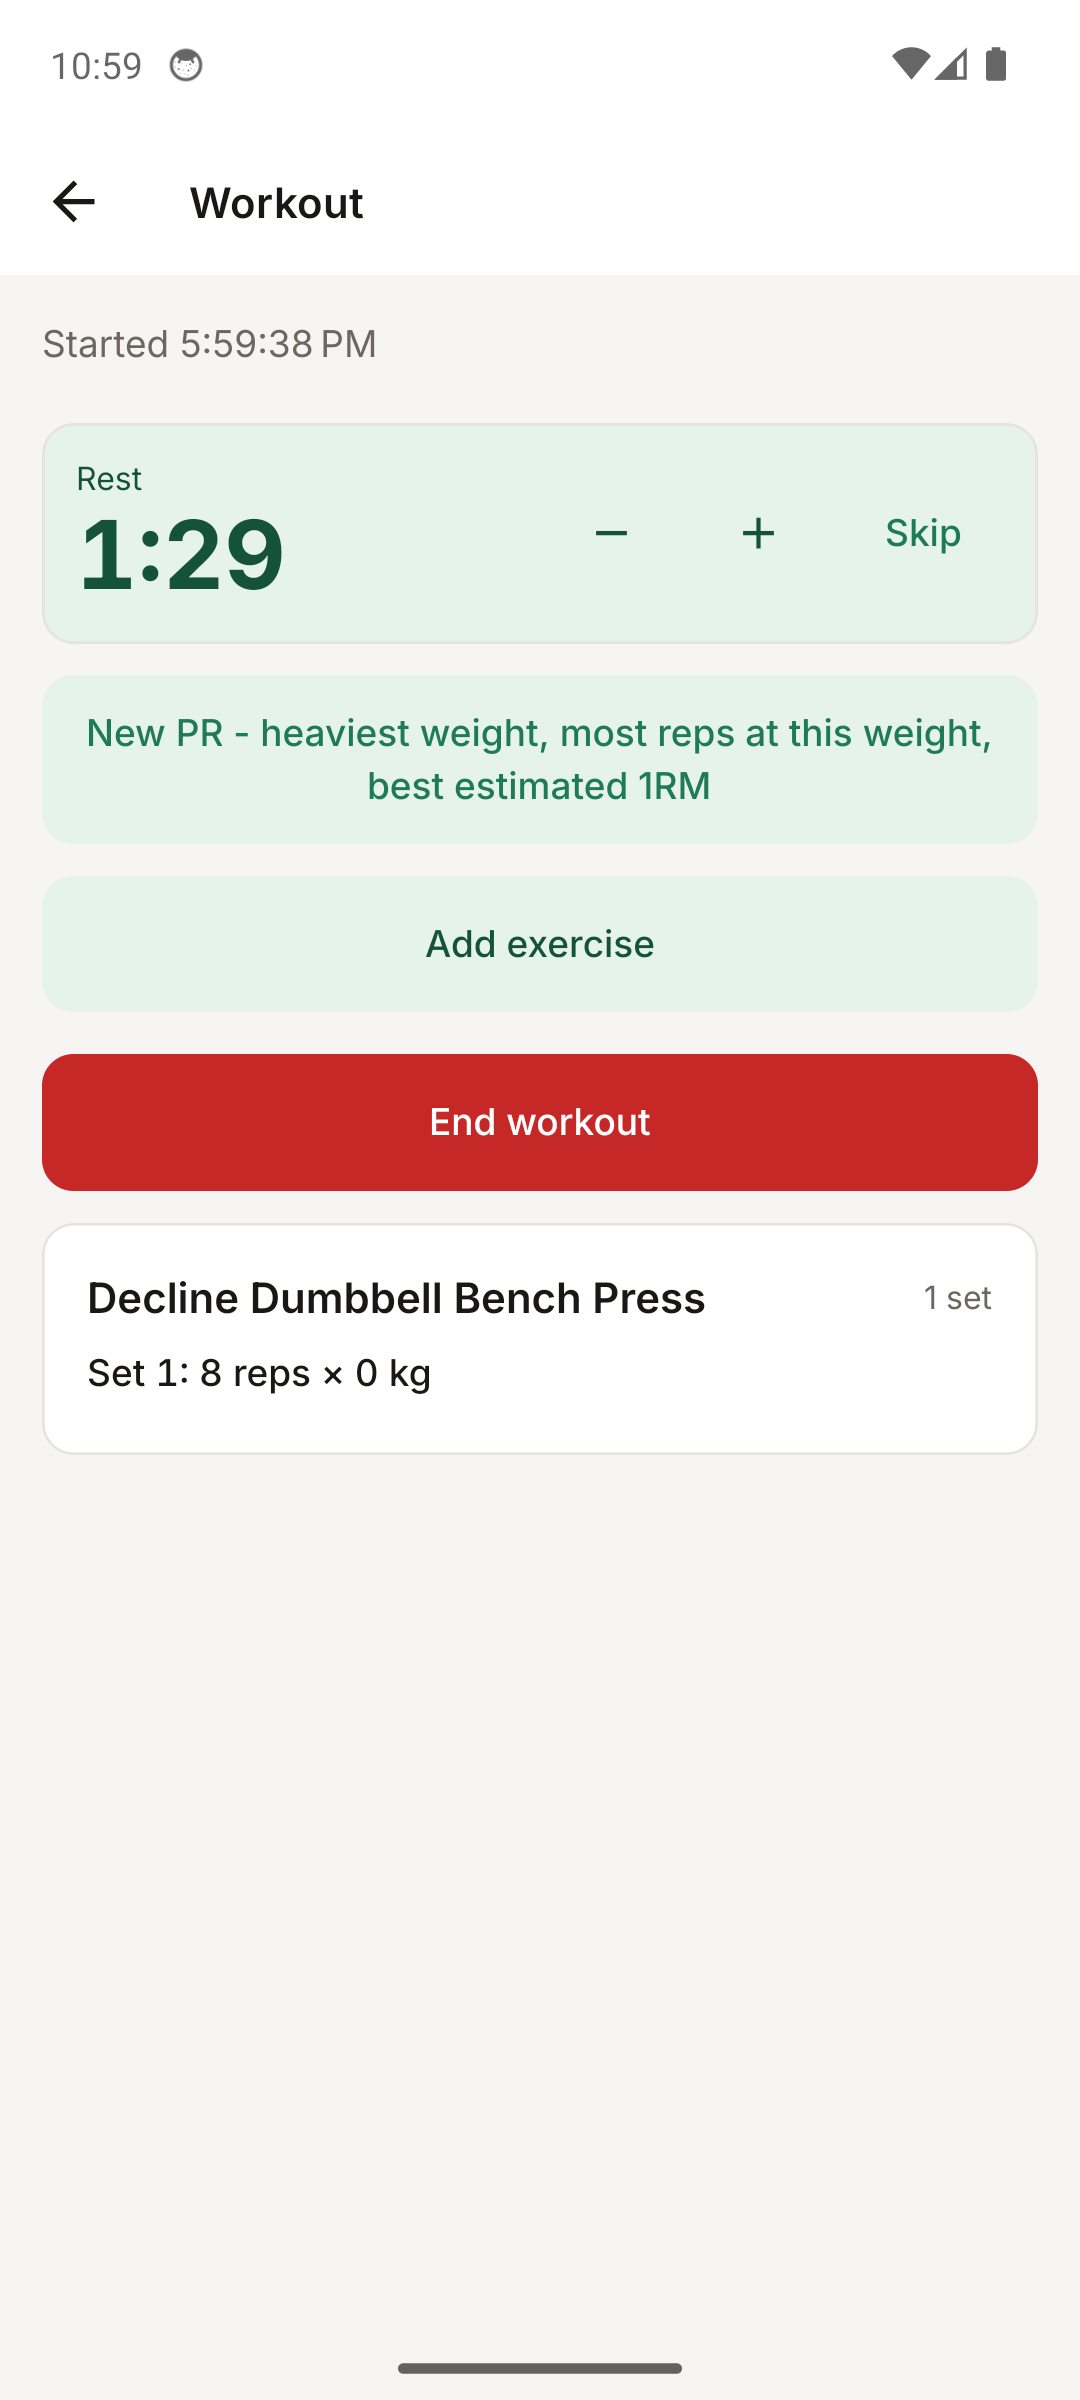 10:59
Workout
Started 5:59:38 PM
Rest
1:29
− + Skip
New PR - heaviest weight, most reps at this weight,
best estimated 1RM
Add exercise
End workout
Decline Dumbbell Bench Press 1 set
Set 1: 8 reps × 0 kg